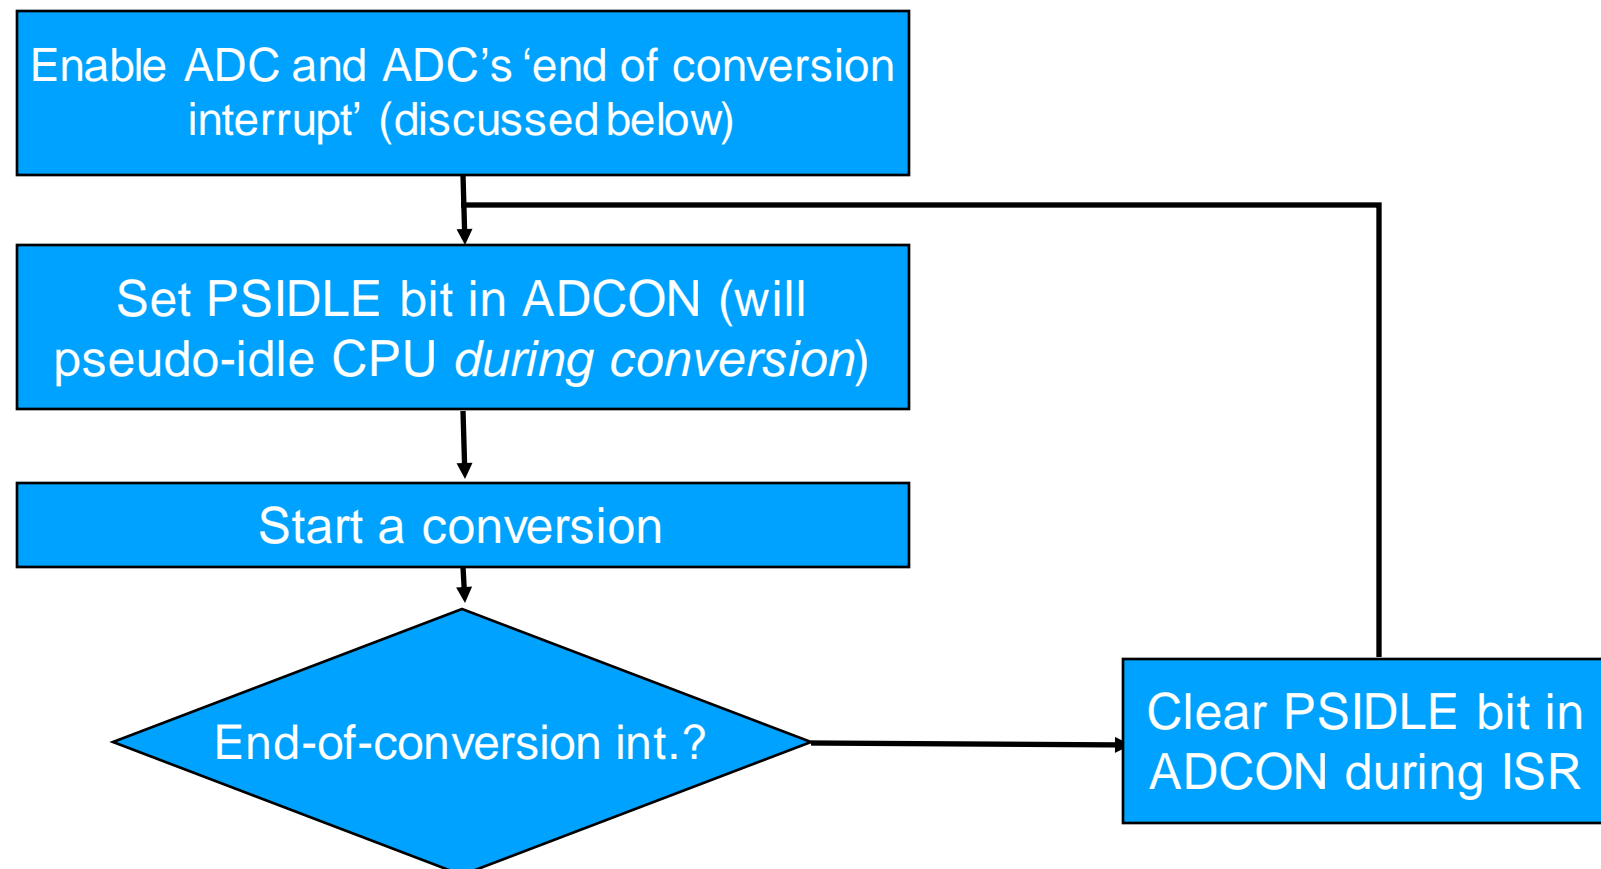 Enable ADC and ADC’s ‘end of conversion
interrupt’ (discussed below)
Set PSIDLE bit in ADCON (will
pseudo-idle CPU during conversion)
Start a conversion
End-of-conversion int.?
Clear PSIDLE bit in
ADCON during ISR